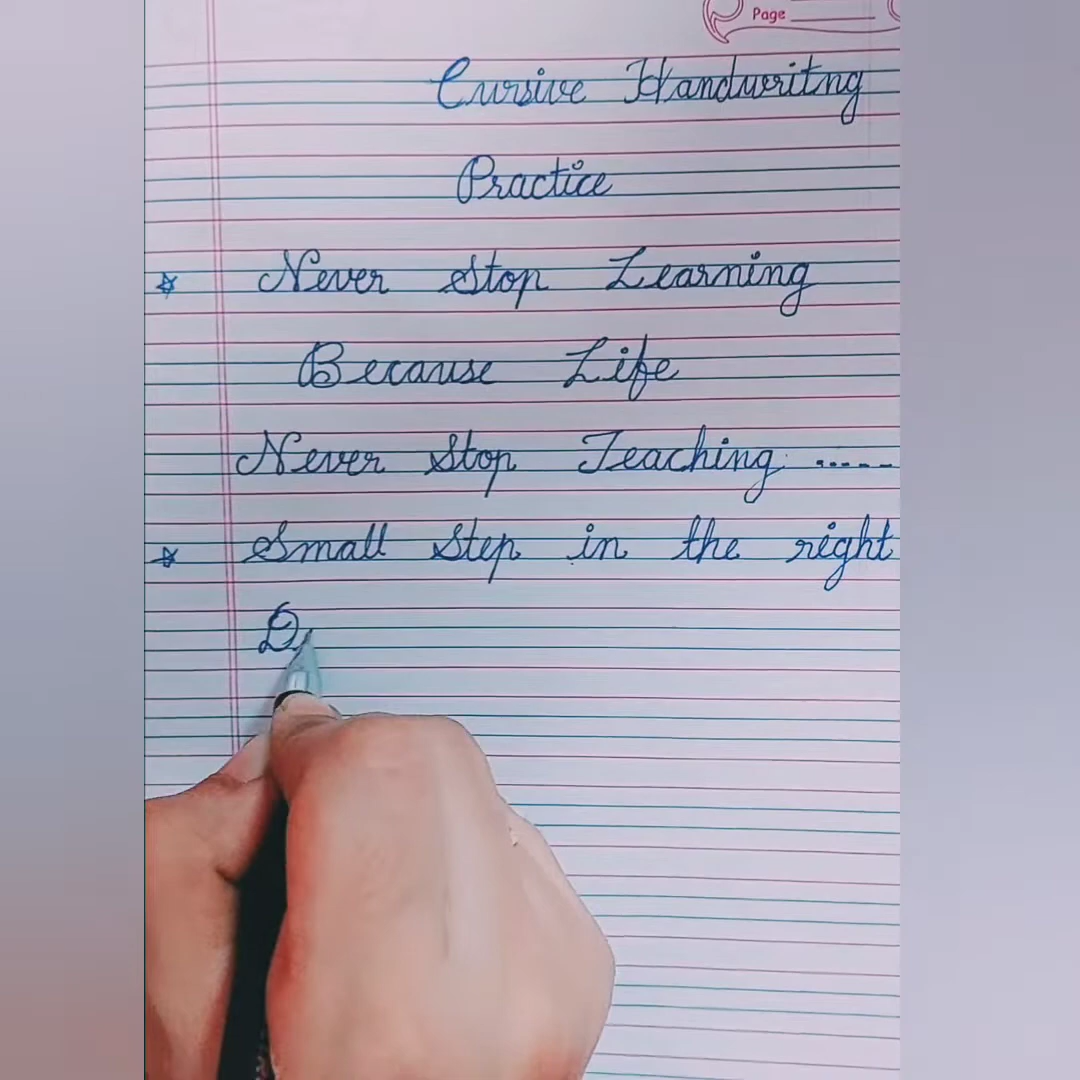 Page
Cursive Handwritng
Practice
Never Stop Learning
Because Life
Never Stop Teaching .....--
Small Step in the right
D